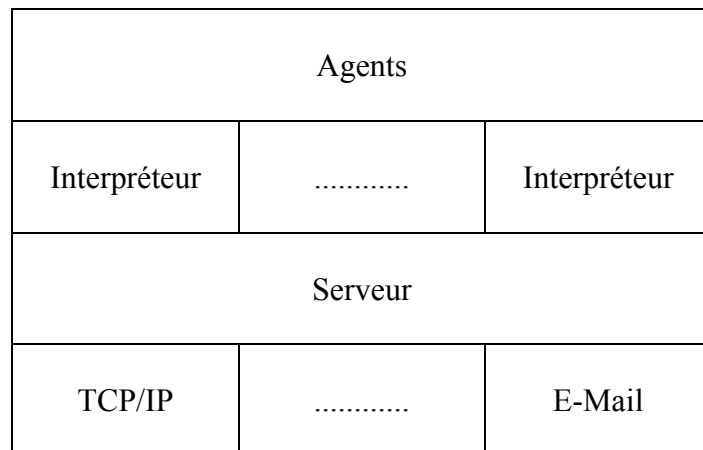 Agents
Interpréteur ............ Interpréteur
Serveur
TCP/IP ............ E-Mail